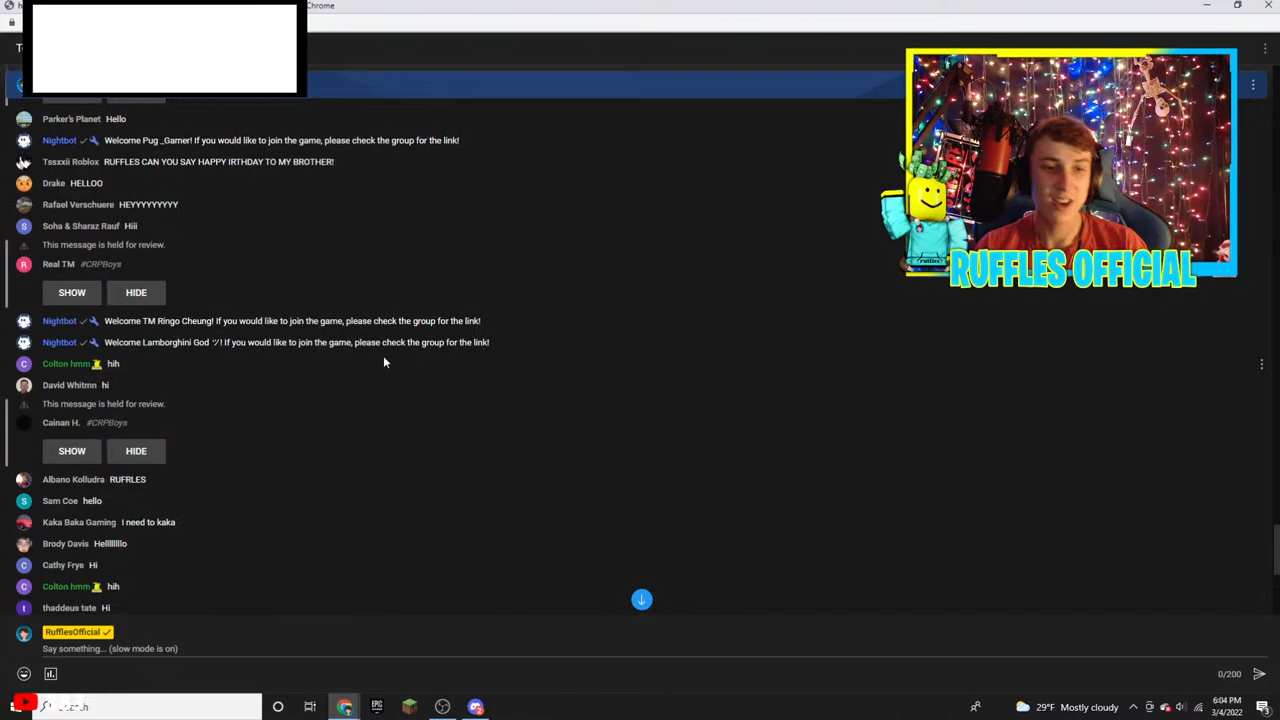 Chrome
Parker's Planet Hello
Nightbot Welcome Pug _Gamer! If you would like to join the game, please check the group for the link!
Tssxxii Roblox RUFFLES CAN YOU SAY HAPPY IRTHDAY TO MY BROTHER!
Drake HELLOO
Rafael Verschuere HEYYYYYYYYY
S Soha & Sharaz Rauf Hiii
This message is held for review.
R Real TM #CRPBoys
SHOW HIDE
RUFFLES OFFICIAL
Nightbot Welcome TM Ringo Cheung! If you would like to join the game, please check the group for the link!
Nightbot Welcome Lamborghini God ツ! If you would like to join the game, please check the group for the link!
C Colton hmm hih
David Whitmn hi
This message is held for review.
Cainan H. #CRPBoys
SHOW HIDE
Albano Kolludra RUFRLES
S Sam Coe hello
Kaka Baka Gaming I need to kaka
Brody Davis Hellllllllo
C Cathy Frye Hi
C Colton hmm hih
t thaddeus tate Hi
RufflesOfficial
Say something... (slow mode is on)
0/200
EPIC
29°F Mostly cloudy
6:04 PM
3/4/2022